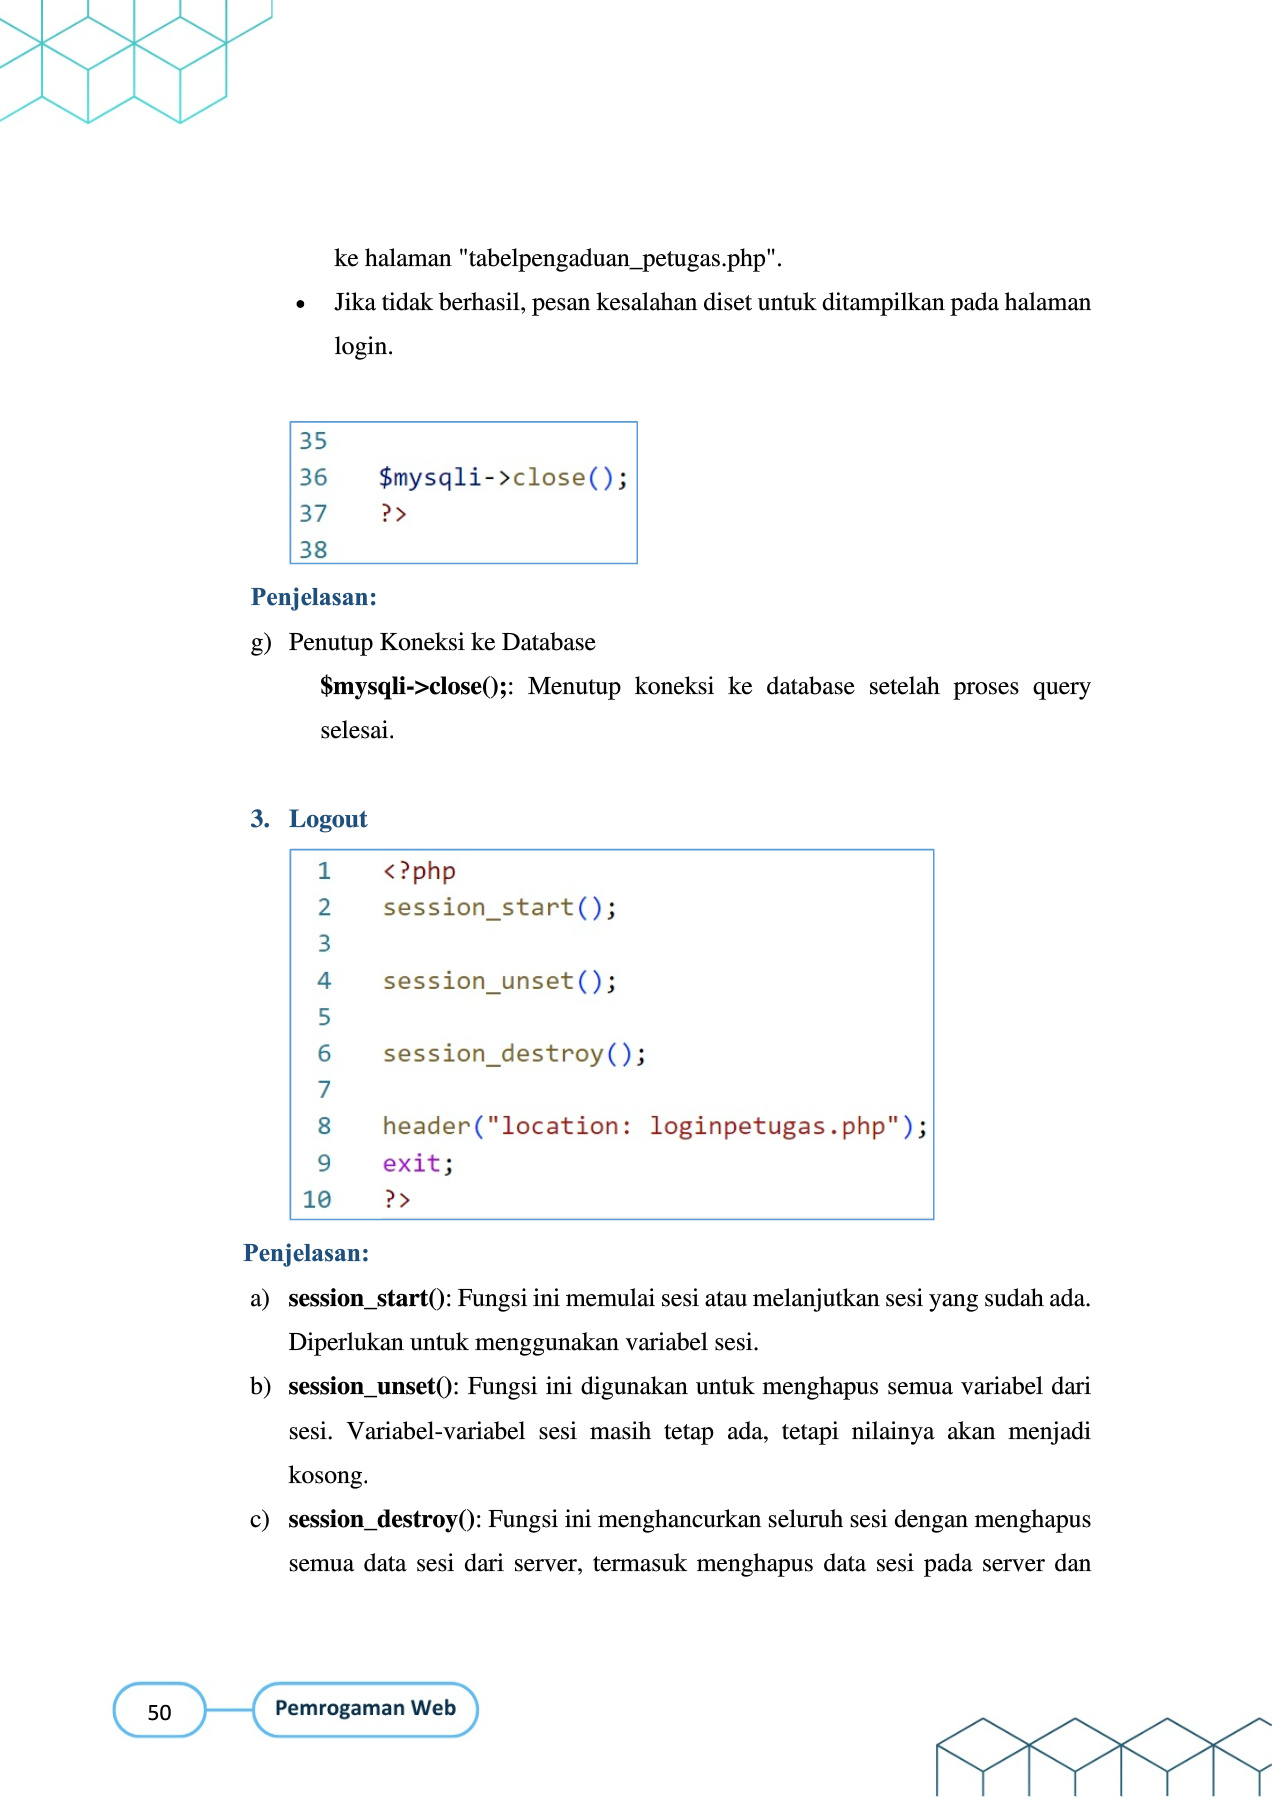 ke halaman "tabelpengaduan_petugas.php".
• Jika tidak berhasil, pesan kesalahan diset untuk ditampilkan pada halaman
login.
35
36 $mysqli->close();
37 ?>
38
Penjelasan:
g) Penutup Koneksi ke Database
$mysqli->close();: Menutup koneksi ke database setelah proses query
selesai.
3. Logout
1 <?php
2 session_start();
3
4 session_unset();
5
6 session_destroy();
7
8 header("location: loginpetugas.php");
9 exit;
10 ?>
Penjelasan:
a) session_start(): Fungsi ini memulai sesi atau melanjutkan sesi yang sudah ada.
Diperlukan untuk menggunakan variabel sesi.
b) session_unset(): Fungsi ini digunakan untuk menghapus semua variabel dari
sesi. Variabel-variabel sesi masih tetap ada, tetapi nilainya akan menjadi
kosong.
c) session_destroy(): Fungsi ini menghancurkan seluruh sesi dengan menghapus
semua data sesi dari server, termasuk menghapus data sesi pada server dan
50 Pemrogaman Web